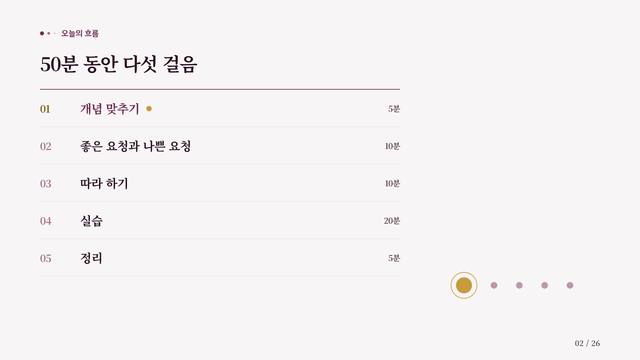 오늘의 흐름
50분 동안 다섯 걸음
01 개념 맞추기 5분
02 좋은 요청과 나쁜 요청 10분
03 따라 하기 10분
04 실습 20분
05 정리 5분
02 / 26